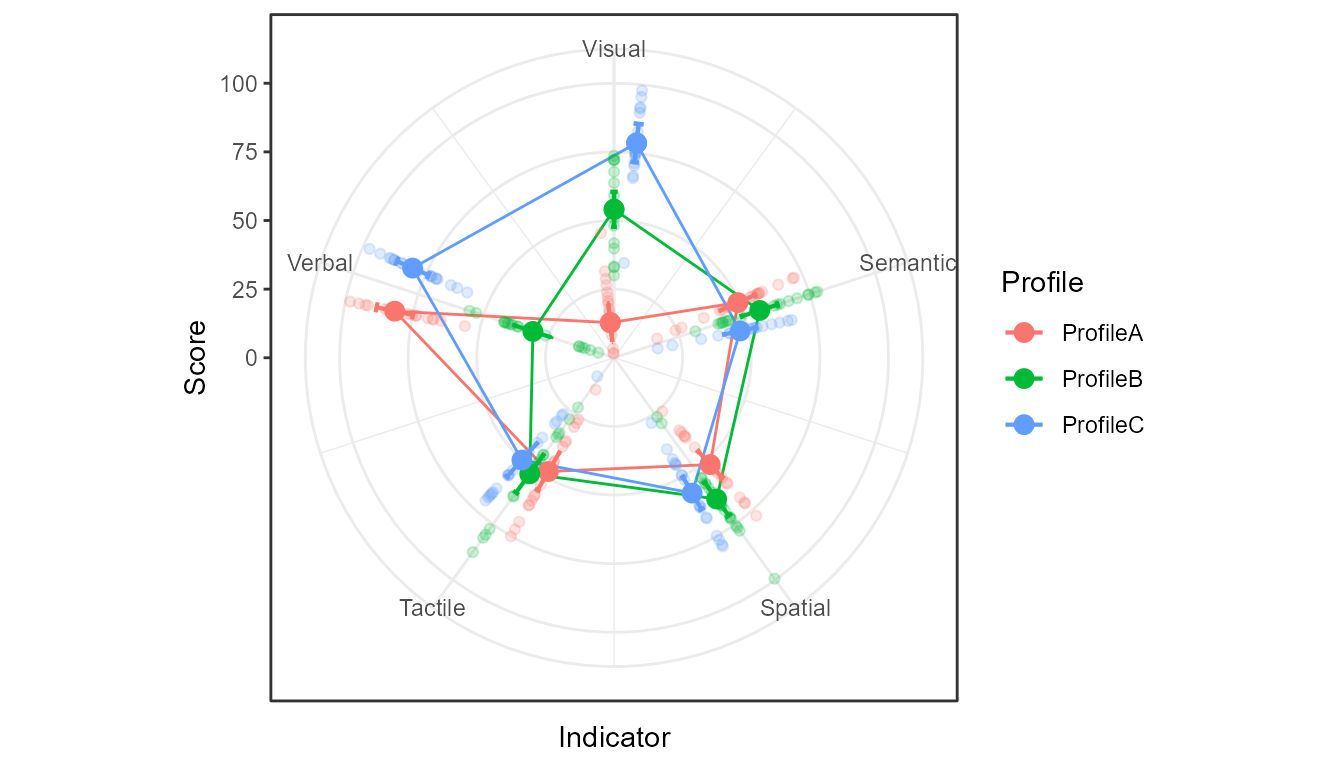 Visual
100
75
50
25
0
Score
Verbal
Semantic
Tactile
Spatial
Indicator
Profile
ProfileA
ProfileB
ProfileC